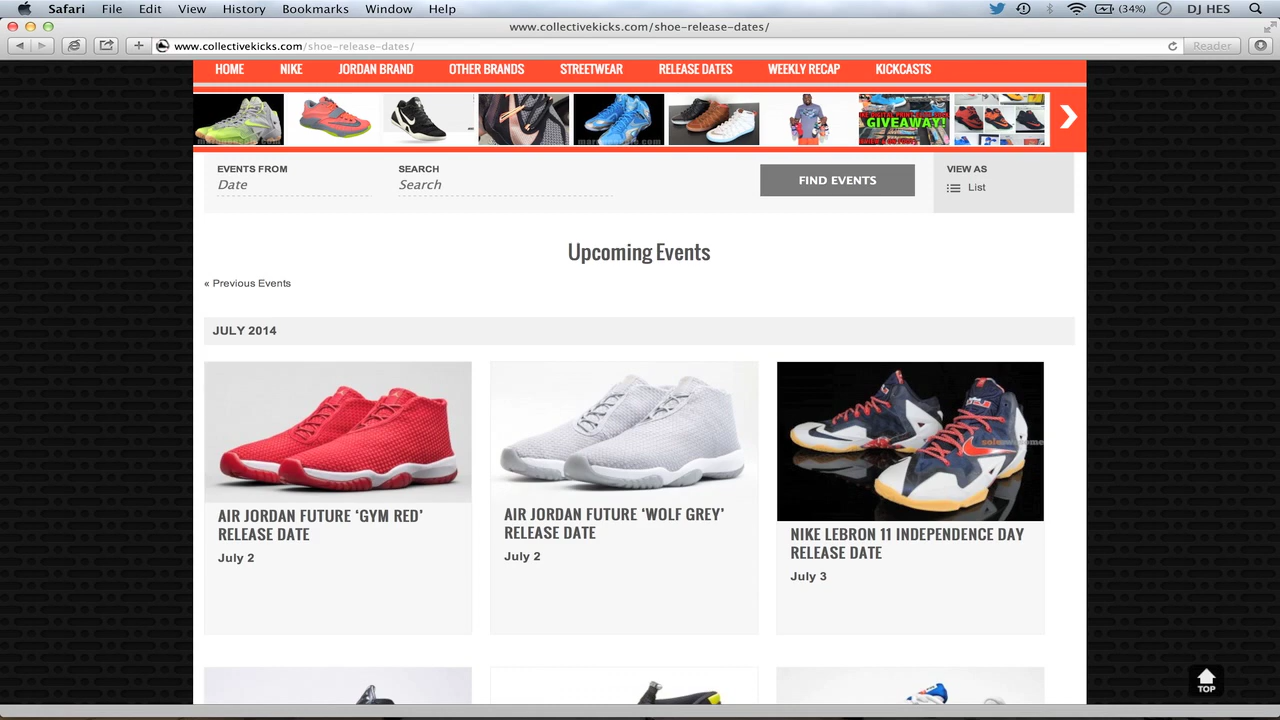 Safari File Edit View History Bookmarks Window Help (34%) DJ HES
www.collectivekicks.com/shoe-release-dates/
www.collectivekicks.com/shoe-release-dates/ Reader
HOME NIKE JORDAN BRAND OTHER BRANDS STREETWEAR RELEASE DATES WEEKLY RECAP KICKCASTS
GIVEAWAY!
EVENTS FROM SEARCH VIEW AS
Date Search FIND EVENTS List
Upcoming Events
« Previous Events
JULY 2014
AIR JORDAN FUTURE ‘GYM RED’
RELEASE DATE
July 2
AIR JORDAN FUTURE ‘WOLF GREY’
RELEASE DATE
July 2
NIKE LEBRON 11 INDEPENDENCE DAY
RELEASE DATE
July 3
TOP